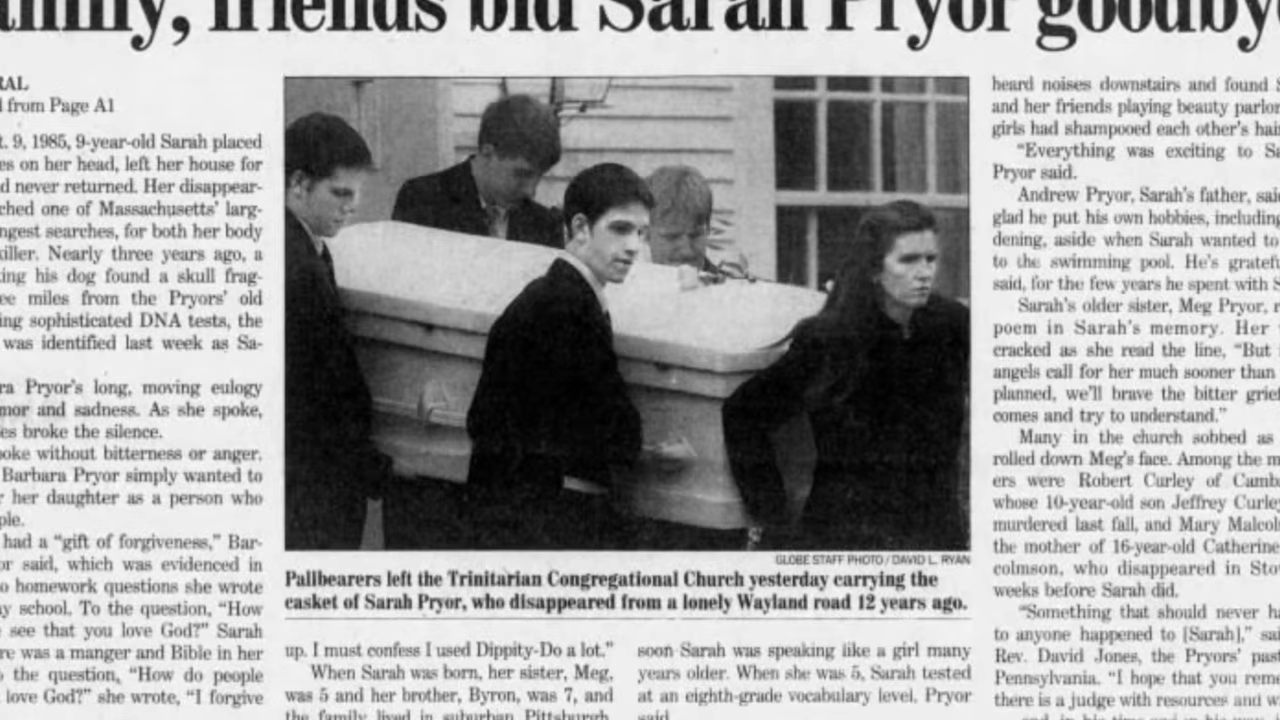 family, friends bid Sarah Pryor goodbye
RAL
d from Page A1
t. 9, 1985, 9-year-old Sarah placed
es on her head, left her house for
d never returned. Her disappear-
ched one of Massachusetts' larg-
ngest searches, for both her body
killer. Nearly three years ago, a
ing his dog found a skull frag-
ee miles from the Pryors' old
ing sophisticated DNA tests, the
was identified last week as Sa-
ra Pryor's long, moving eulogy
mor and sadness. As she spoke,
es broke the silence.
oke without bitterness or anger.
Barbara Pryor simply wanted to
r her daughter as a person who
ple.
had a "gift of forgiveness," Bar-
or said, which was evidenced in
o homework questions she wrote
ay school. To the question, "How
see that you love God?" Sarah
re was a manger and Bible in her
o the question, "How do people
love God?" she wrote, "I forgive
GLOBE STAFF PHOTO / DAVID L. RYAN
Pallbearers left the Trinitarian Congregational Church yesterday carrying the
casket of Sarah Pryor, who disappeared from a lonely Wayland road 12 years ago.
up. I must confess I used Dippity-Do a lot."
When Sarah was born, her sister, Meg,
was 5 and her brother, Byron, was 7, and
the family lived in suburban Pittsburgh.
soon Sarah was speaking like a girl many
years older. When she was 5, Sarah tested
at an eighth-grade vocabulary level, Pryor
said.
heard noises downstairs and found S
and her friends playing beauty parlor
girls had shampooed each other's hair
"Everything was exciting to Sa
Pryor said.
Andrew Pryor, Sarah's father, sai
glad he put his own hobbies, including
dening, aside when Sarah wanted to
to the swimming pool. He's gratefu
said, for the few years he spent with S
Sarah's older sister, Meg Pryor, r
poem in Sarah's memory. Her
cracked as she read the line, "But i
angels call for her much sooner than
planned, we'll brave the bitter grief
comes and try to understand."
Many in the church sobbed as
rolled down Meg's face. Among the m
ers were Robert Curley of Camb
whose 10-year-old son Jeffrey Curley
murdered last fall, and Mary Malcol
the mother of 16-year-old Catherine
colmson, who disappeared in Stow
weeks before Sarah did.
"Something that should never ha
to anyone happened to [Sarah]," sai
Rev. David Jones, the Pryors' past
Pennsylvania. "I hope that you reme
there is a judge with resources and w